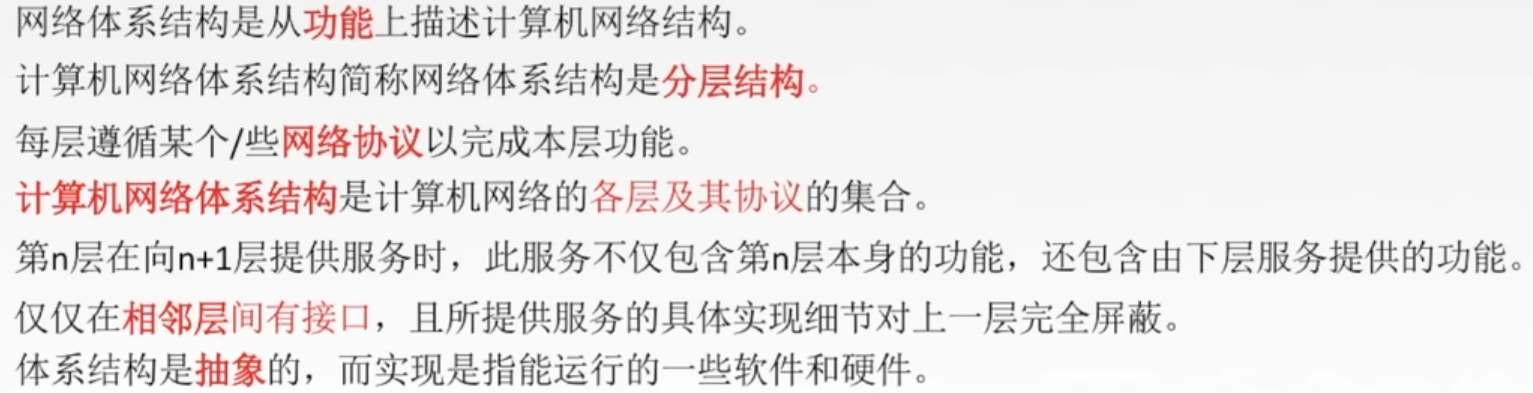 网络体系结构是从功能上描述计算机网络结构。
计算机网络体系结构简称网络体系结构是分层结构。
每层遵循某个/些网络协议以完成本层功能。
计算机网络体系结构是计算机网络的各层及其协议的集合。
第n层在向n+1层提供服务时，此服务不仅包含第n层本身的功能，还包含由下层服务提供的功能。
仅仅在相邻层间有接口，且所提供服务的具体实现细节对上一层完全屏蔽。
体系结构是抽象的，而实现是指能运行的一些软件和硬件。